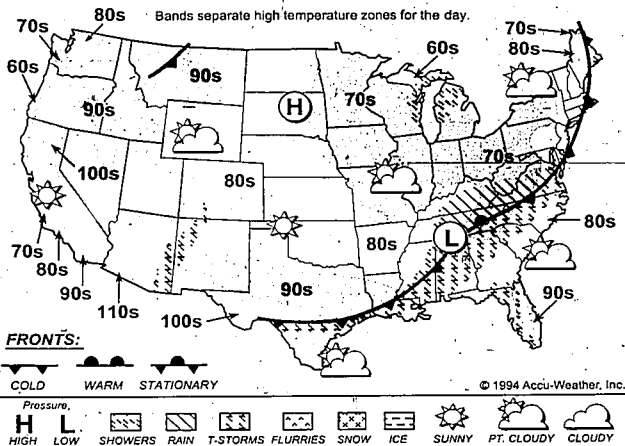 Bands separate high temperature zones for the day.
70s
80s
60s
70s
80s
60s
90s
H
70s
90s
100s
80s
70s
80s
L
80s
70s
80s
90s
110s
100s
90s
90s
FRONTS:
COLD
WARM
STATIONARY
© 1994 Accu-Weather, Inc.
Pressure
H
L
HIGH
LOW
SHOWERS
RAIN
T-STORMS
FLURRIES
SNOW
ICE
SUNNY
PT. CLOUDY
CLOUDY